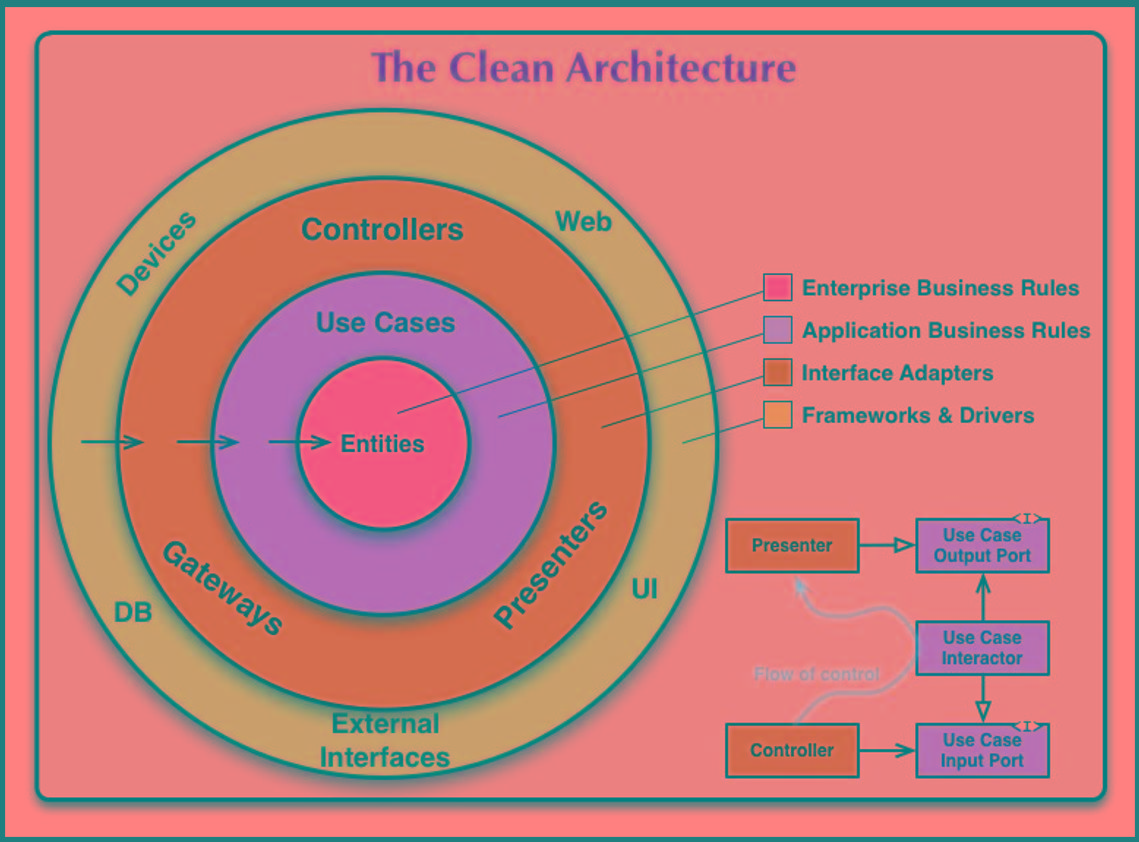 The Clean Architecture
Devices
Controllers
Web
Use Cases
Entities
Gateways
Presenters
DB
UI
External
Interfaces
Enterprise Business Rules
Application Business Rules
Interface Adapters
Frameworks & Drivers
Presenter
<I>
Use Case
Output Port
Use Case
Interactor
Flow of control
Controller
<I>
Use Case
Input Port